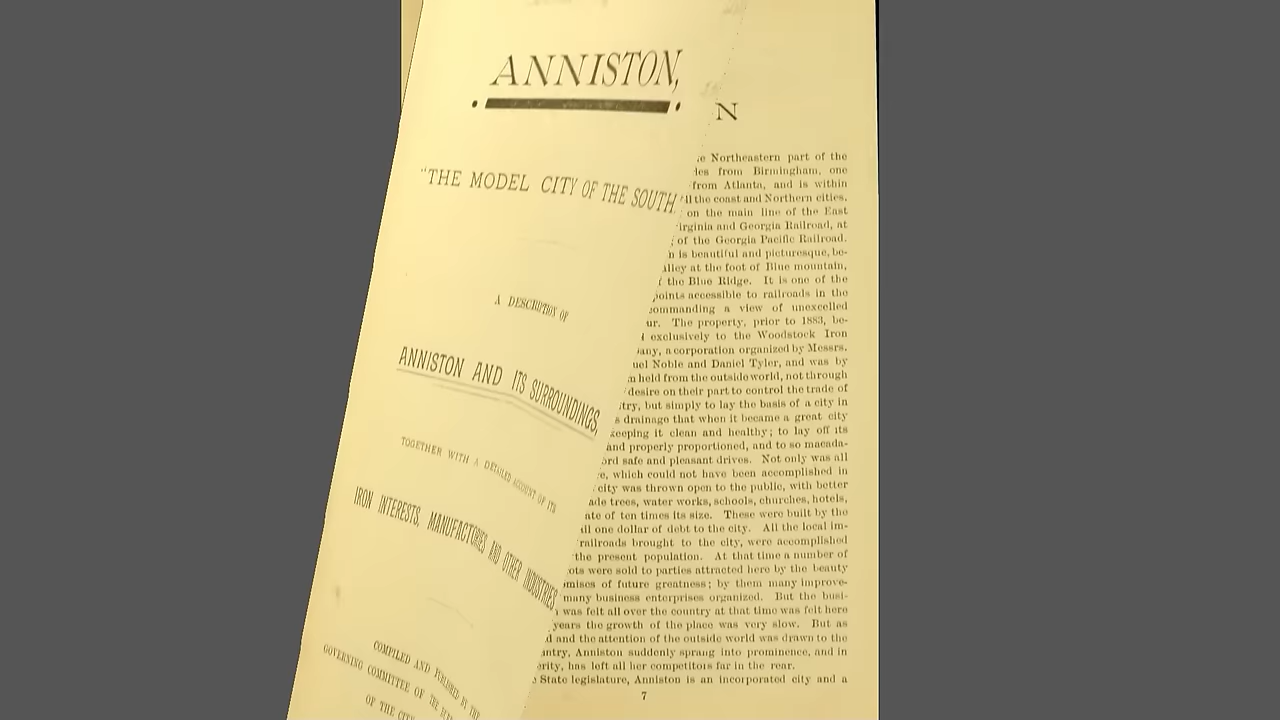 ANNISTON,
"THE MODEL CITY OF THE SOUTH
A DESCRIPTION OF
ANNISTON AND ITS SURROUNDINGS,
TOGETHER WITH A DETAILED ACCOUNT OF ITS
IRON INTERESTS, MANUFACTORIES AND OTHER INDUSTRIES
COMPILED AND PUBLISHED BY THE
GOVERNING COMMITTEE OF THE
OF THE
N
Northeastern part of the
from Birmingham, one
from Atlanta, and is within
the coast and Northern cities.
on the main line of the East
and Georgia Railroad, at
of the Georgia Pacific Railroad.
is beautiful and picturesque, be-
at the foot of Blue mountain,
the Blue Ridge. It is one of the
points accessible to railroads in the
commanding a view of unexcelled
ur. The property, prior to 1883, be-
exclusively to the Woodstock Iron
any, a corporation organized by Messrs.
uel Noble and Daniel Tyler, and was by
held from the outside world, not through
desire on their part to control the trade of
try, but simply to lay the basis of a city in
drainage that when it became a great city
keeping it clean and healthy; to lay off its
and properly proportioned, and to so macada-
ord safe and pleasant drives. Not only was all
e, which could not have been accomplished in
city was thrown open to the public, with better
ade trees, water works, schools, churches, hotels,
ate of ten times its size. These were built by the
one dollar of debt to the city. All the local im-
railroads brought to the city, were accomplished
the present population. At that time a number of
ots were sold to parties attracted here by the beauty
omises of future greatness; by them many improve-
many business enterprises organized. But the busi-
was felt all over the country at that time was felt here
years the growth of the place was very slow. But as
d and the attention of the outside world was drawn to the
untry, Anniston suddenly sprang into prominence, and in
erity, has left all her competitors far in the rear.
State legislature, Anniston is an incorporated city and a
7